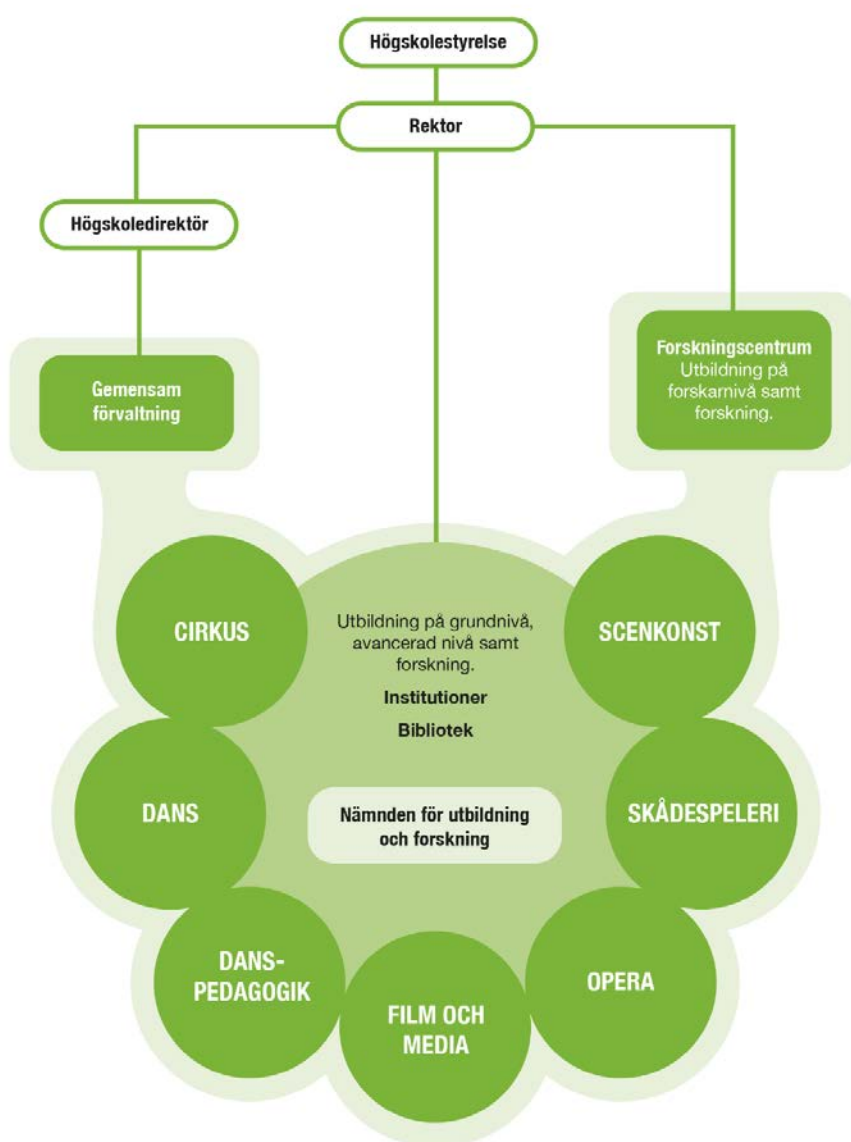 Högskolestyrelse
Rektor
Högskoledirektör
Gemensam
förvaltning
Forskningscentrum
Utbildning på
forskarnivå samt
forskning.
CIRKUS
Utbildning på grundnivå,
avancerad nivå samt
forskning.
Institutioner
Bibliotek
SCENKONST
DANS
Nämnden för utbildning
och forskning
SKÅDESPELERI
DANS-
PEDAGOGIK
FILM OCH
MEDIA
OPERA